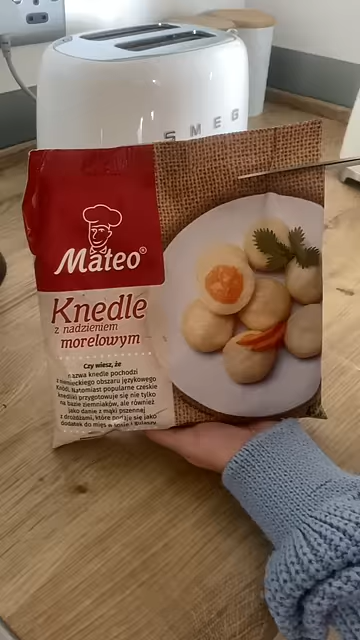 SMEG
Mateo®
Knedle
z nadzieniem
morelowym
Czy wiesz, że
nazwa knedle pochodzi
z niemieckiego obszaru językowego
Natomiast popularne czeskie
knedliki przygotowuje się nie tylko
na bazie ziemniaków, ale również
jako danie z mąki pszennej
z drożdżami, które podaje się jako
dodatek do mięs w sosie i